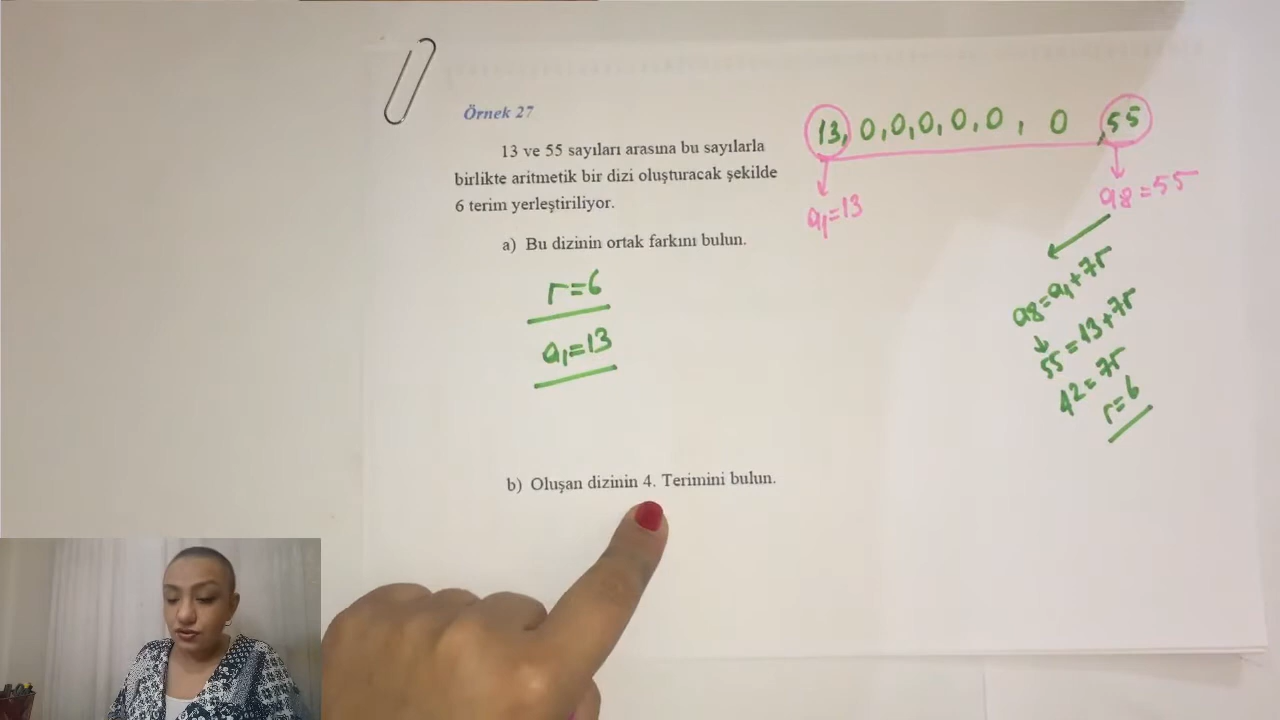 Örnek 27
13 ve 55 sayıları arasına bu sayılarla
birlikte aritmetik bir dizi oluşturacak şekilde
6 terim yerleştiriliyor.
a) Bu dizinin ortak farkını bulun.
r=6
a₁=13
b) Oluşan dizinin 4. Terimini bulun.
13, 0, 0, 0, 0, 0 , 0 , 55
a₁=13
a8=55
a8=a₁+7r
55=13+7r
42=7r
r=6